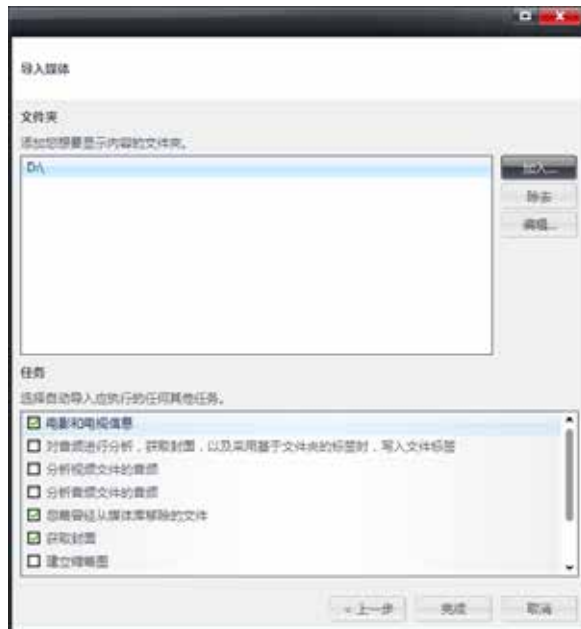 导入媒体
文件夹
添加您想要显示内容的文件夹。
D:\
加入...
除去
编辑...
任务
选择自动导入应执行的任何其他任务。
电影和电视信息
对音频进行分析，获取封面，以及采用基于文件夹的标签时，写入文件标签
分析视频文件的音频
分析音频文件的音频
忽略曾经从媒体库移除的文件
获取封面
建立缩略图
< 上一步
完成
取消